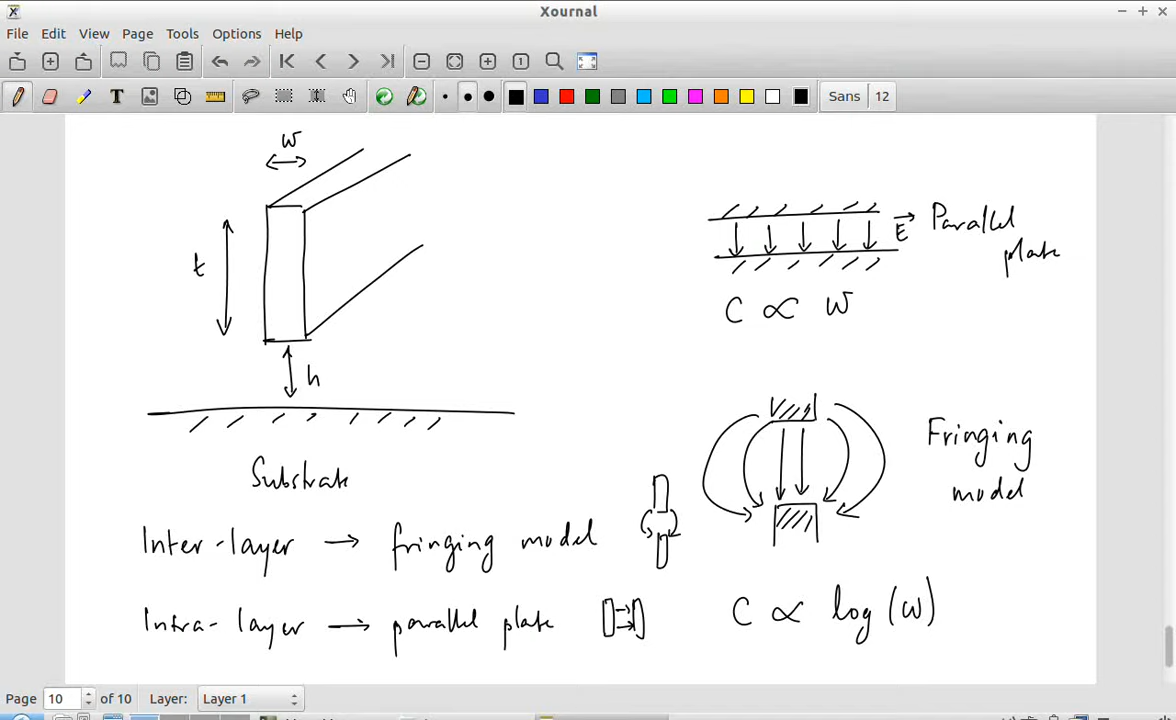 Xournal
File Edit View Page Tools Options Help
Sans 12
w
t
h
Substrate
E
Parallel
plate
C ∝ W
Fringing
model
Inter-layer → fringing model
Intra-layer → parallel plate
C ∝ log (w)
Page 10 of 10 Layer: Layer 1